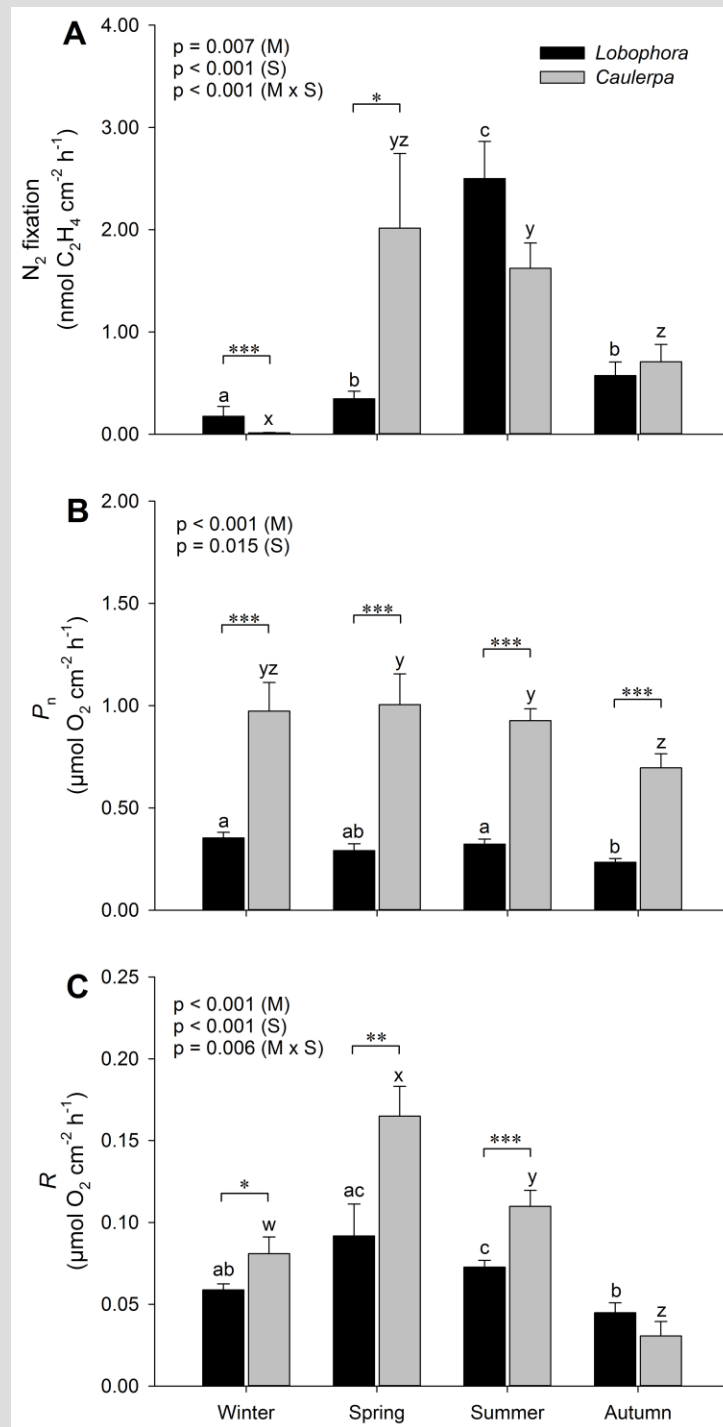 A
p = 0.007 (M)
p < 0.001 (S)
p < 0.001 (M x S)
Lobophora
Caulerpa
N₂ fixation
(nmol C₂H₄ cm⁻² h⁻¹)
4.00
3.00
2.00
1.00
0.00
***
a
x
*
b
yz
c
y
b
z
B
p < 0.001 (M)
p = 0.015 (S)
Pₙ
(µmol O₂ cm⁻² h⁻¹)
2.00
1.50
1.00
0.50
0.00
***
a
yz
***
ab
y
***
a
y
***
b
z
C
p < 0.001 (M)
p < 0.001 (S)
p = 0.006 (M x S)
R
(µmol O₂ cm⁻² h⁻¹)
0.25
0.20
0.15
0.10
0.05
0.00
*
ab
w
**
ac
x
***
c
y
b
z
Winter Spring Summer Autumn